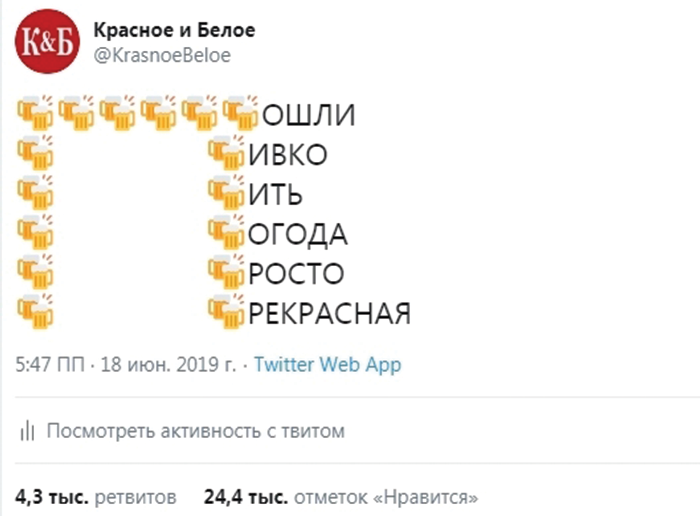 К&Б
Красное и Белое
@KrasnoeBeloe
🍻🍻🍻🍻🍻🍻ОШЛИ
🍻 🍻ИВКО
🍻 🍻ИТЬ
🍻 🍻ОГОДА
🍻 🍻РОСТО
🍻 🍻РЕКРАСНАЯ
5:47 ПП · 18 июн. 2019 г. · Twitter Web App
Посмотреть активность с твитом
4,3 тыс. ретвитов 24,4 тыс. отметок «Нравится»